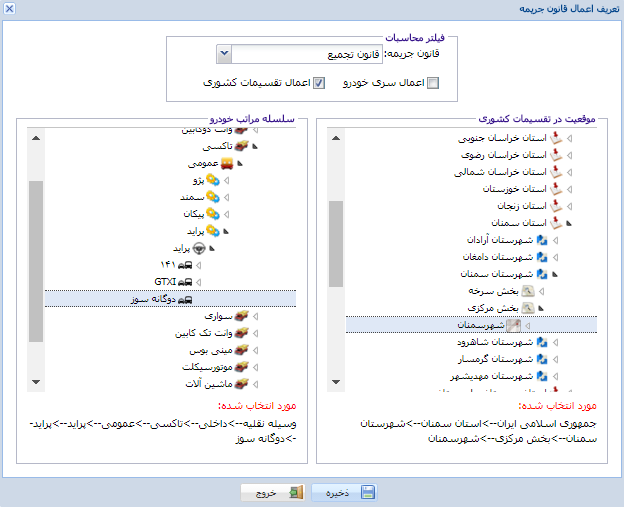 تعریف اعمال قانون جریمه
فیلتر محاسبات
قانون جریمه:
قانون تجمیع
اعمال سری خودرو
اعمال تقسیمات کشوری
موقعیت در تقسیمات کشوری
استان خراسان جنوبی
استان خراسان رضوی
استان خراسان شمالی
استان خوزستان
استان زنجان
استان سمنان
شهرستان آرادان
شهرستان دامغان
شهرستان سمنان
بخش سرخه
بخش مرکزی
شهرسمنان
شهرستان شاهرود
شهرستان گرمسار
شهرستان مهدیشهر
مورد انتخاب شده:
جمهوری اسلامی ایران-->استان سمنان-->شهرستان
سمنان-->بخش مرکزی-->شهرسمنان
سلسله مراتب خودرو
وانت دوکابین
تاکسی
عمومی
پژو
سمند
پیکان
پراید
پراید
۱۴۱
GTXI
دوگانه سوز
سواری
وانت تک کابین
مینی بوس
موتورسیکلت
ماشین آلات
مورد انتخاب شده:
وسیله نقلیه-->داخلی-->تاکسی-->عمومی-->پراید-->پراید-
->دوگانه سوز
ذخیره
خروج